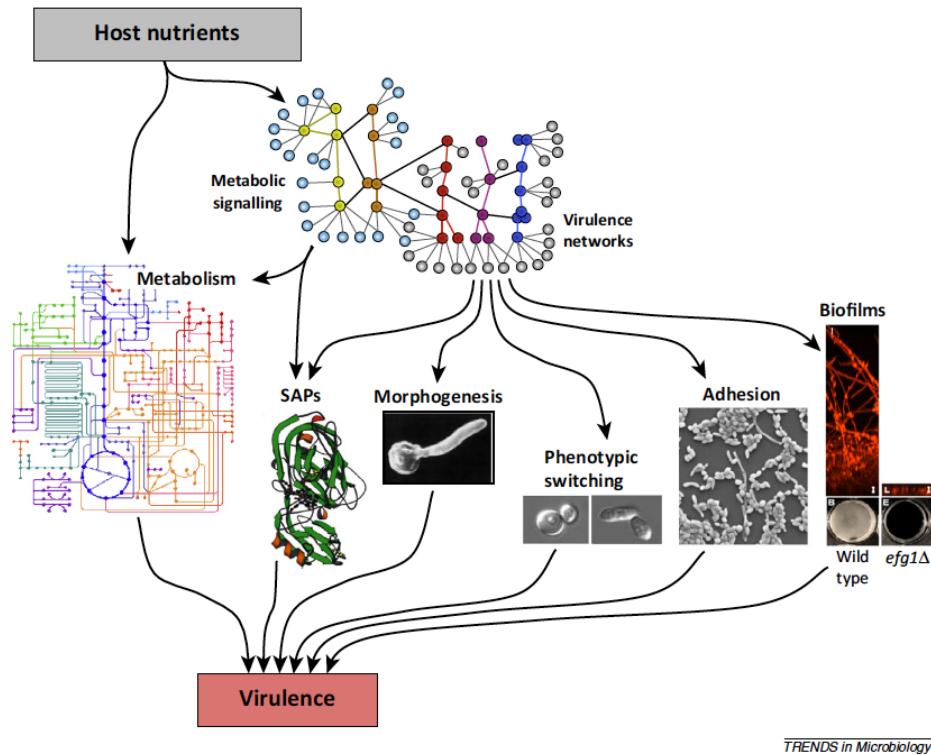 Host nutrients
Metabolic
signalling
Virulence
networks
Metabolism
Biofilms
SAPs
Morphogenesis
Adhesion
Phenotypic
switching
I
L
I
B
E
Wild
type
efg1Δ
Virulence
TRENDS in Microbiology